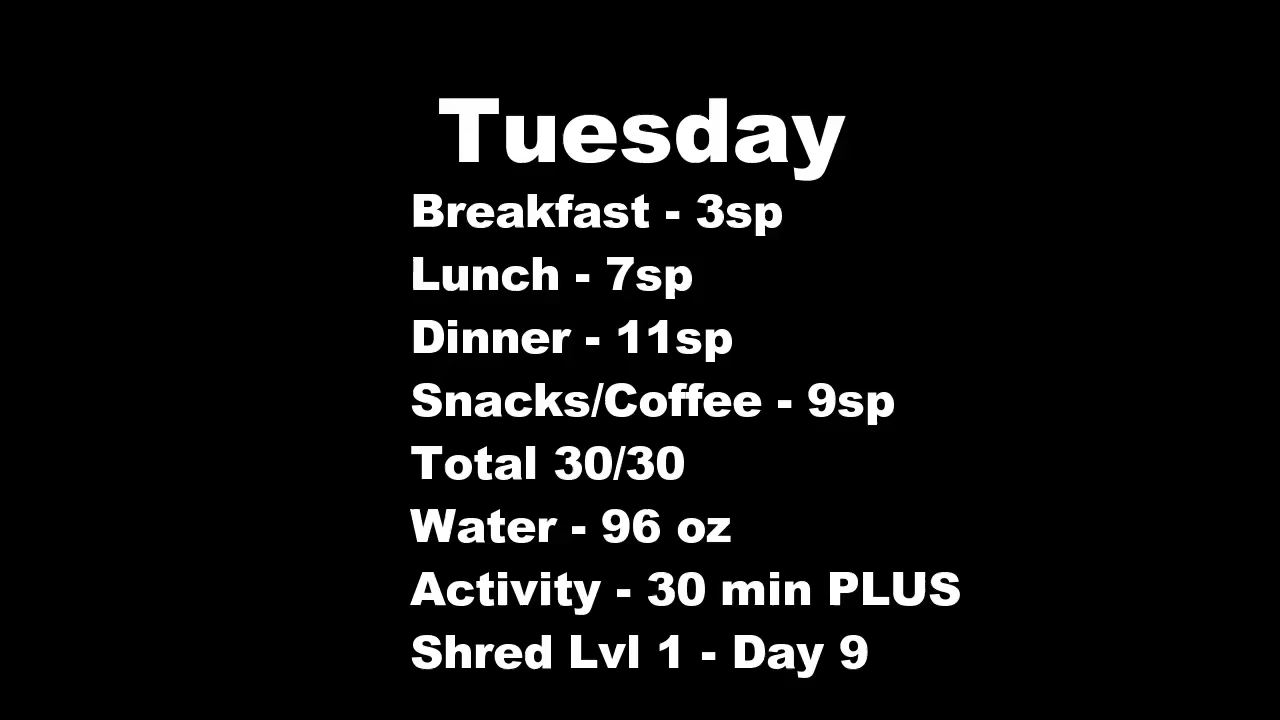 Tuesday
Breakfast - 3sp
Lunch - 7sp
Dinner - 11sp
Snacks/Coffee - 9sp
Total 30/30
Water - 96 oz
Activity - 30 min PLUS
Shred Lvl 1 - Day 9